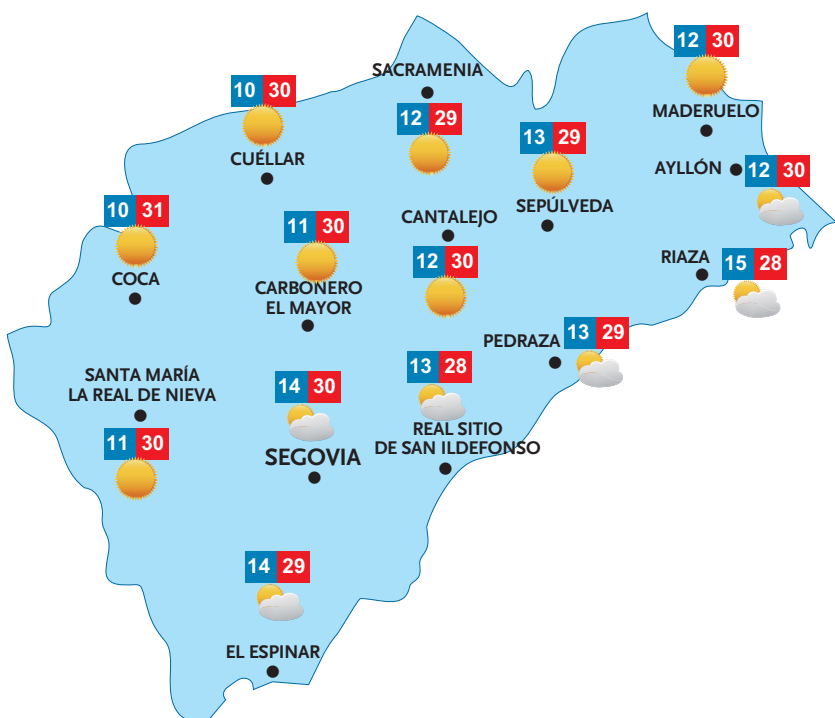 12 30
MADERUELO
SACRAMENIA
12 29
10 30
CUÉLLAR
13 29
SEPÚLVEDA
AYLLÓN
12 30
10 31
COCA
11 30
CARBONERO
EL MAYOR
CANTALEJO
12 30
RIAZA
15 28
PEDRAZA
13 29
SANTA MARÍA
LA REAL DE NIEVA
11 30
14 30
SEGOVIA
13 28
REAL SITIO
DE SAN ILDEFONSO
14 29
EL ESPINAR